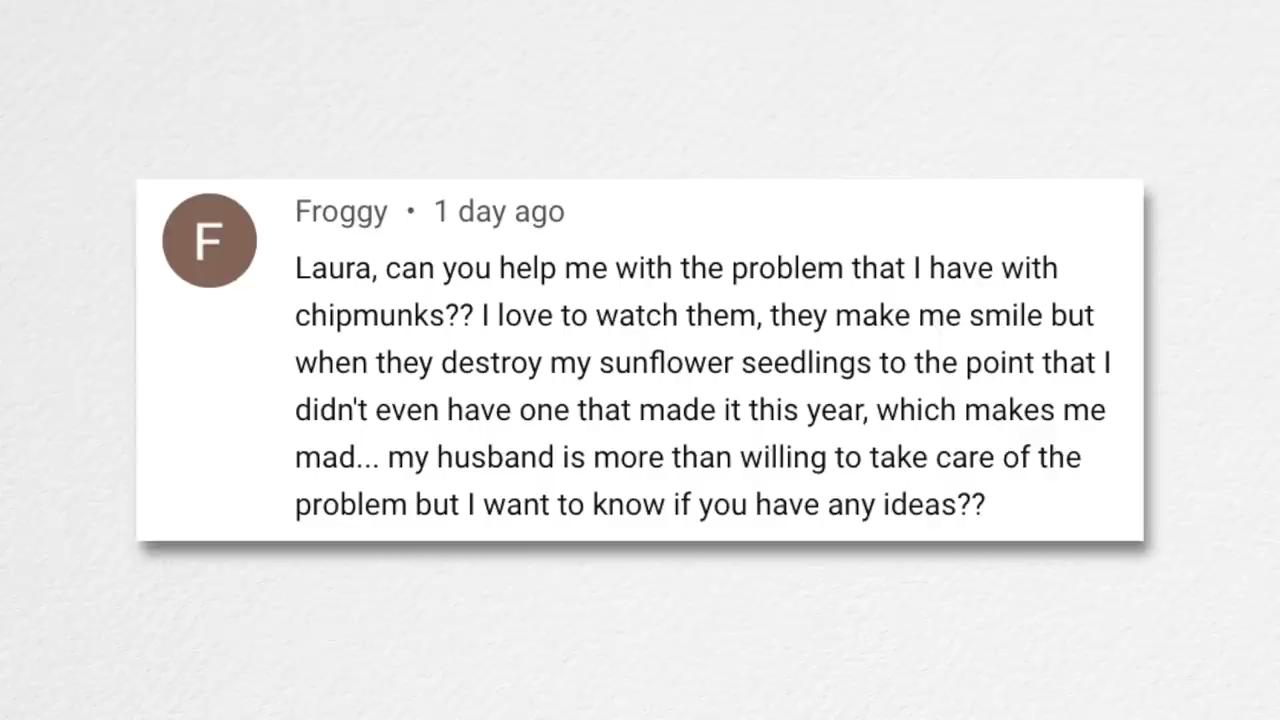 F
Froggy • 1 day ago
Laura, can you help me with the problem that I have with
chipmunks?? I love to watch them, they make me smile but
when they destroy my sunflower seedlings to the point that I
didn't even have one that made it this year, which makes me
mad... my husband is more than willing to take care of the
problem but I want to know if you have any ideas??